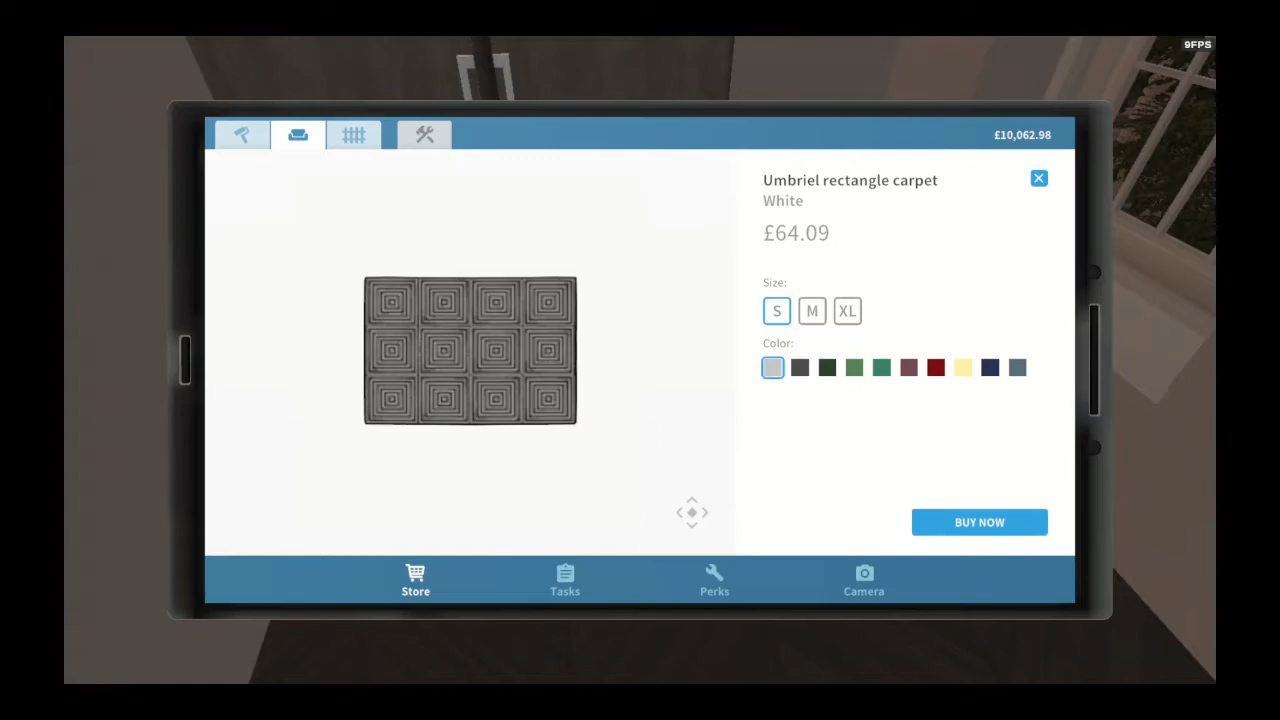 9FPS
£10,062.98
Umbriel rectangle carpet
White
£64.09
Size:
S M XL
Color:
BUY NOW
Store Tasks Perks Camera